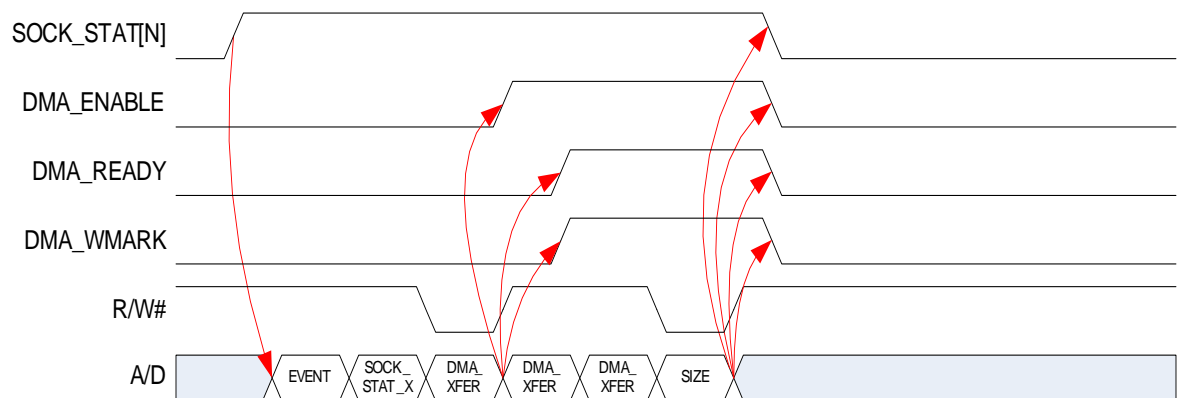 SOCK_STAT[N]
DMA_ENABLE
DMA_READY
DMA_WMARK
R/W#
A/D
EVENT
SOCK_
STAT_X
DMA_
XFER
DMA_
XFER
DMA_
XFER
SIZE